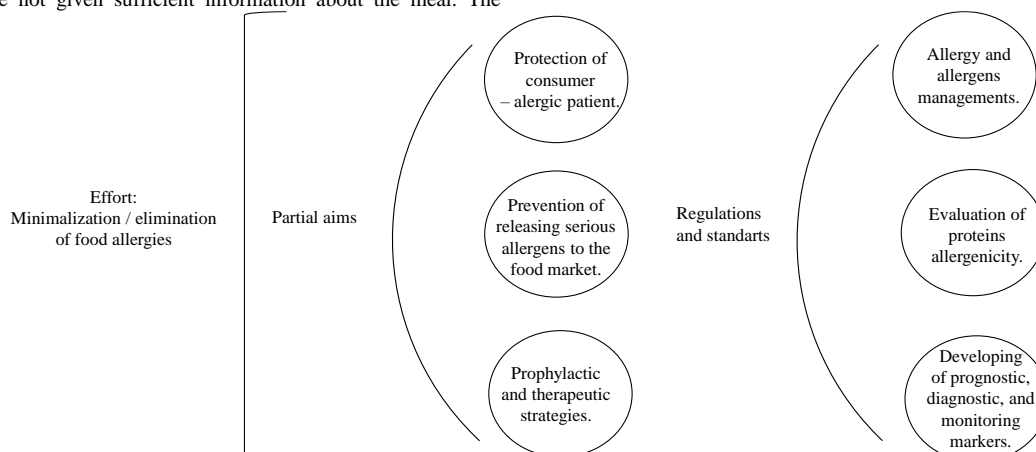 not given sufficient information about the meal. The
Protection of
consumer
– alergic patient.
Allergy and
allergens
managements.
Effort:
Minimalization / elimination
of food allergies
Partial aims
Prevention of
releasing serious
allergens to the
food market.
Regulations
and standarts
Evaluation of
proteins
allergenicity.
Prophylactic
and therapeutic
strategies.
Developing
of prognostic,
diagnostic, and
monitoring
markers.